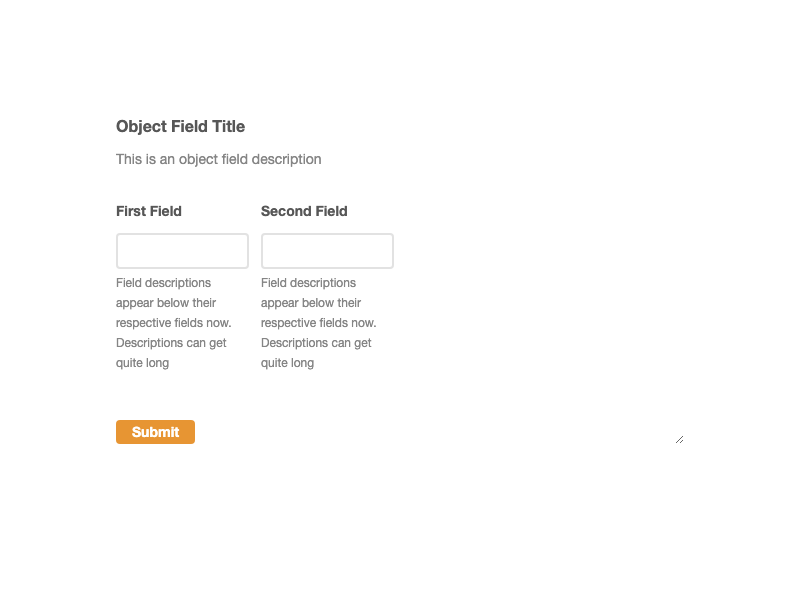 Object Field Title
This is an object field description
First Field
Second Field
Field descriptions
appear below their
respective fields now.
Descriptions can get
quite long
Field descriptions
appear below their
respective fields now.
Descriptions can get
quite long
Submit